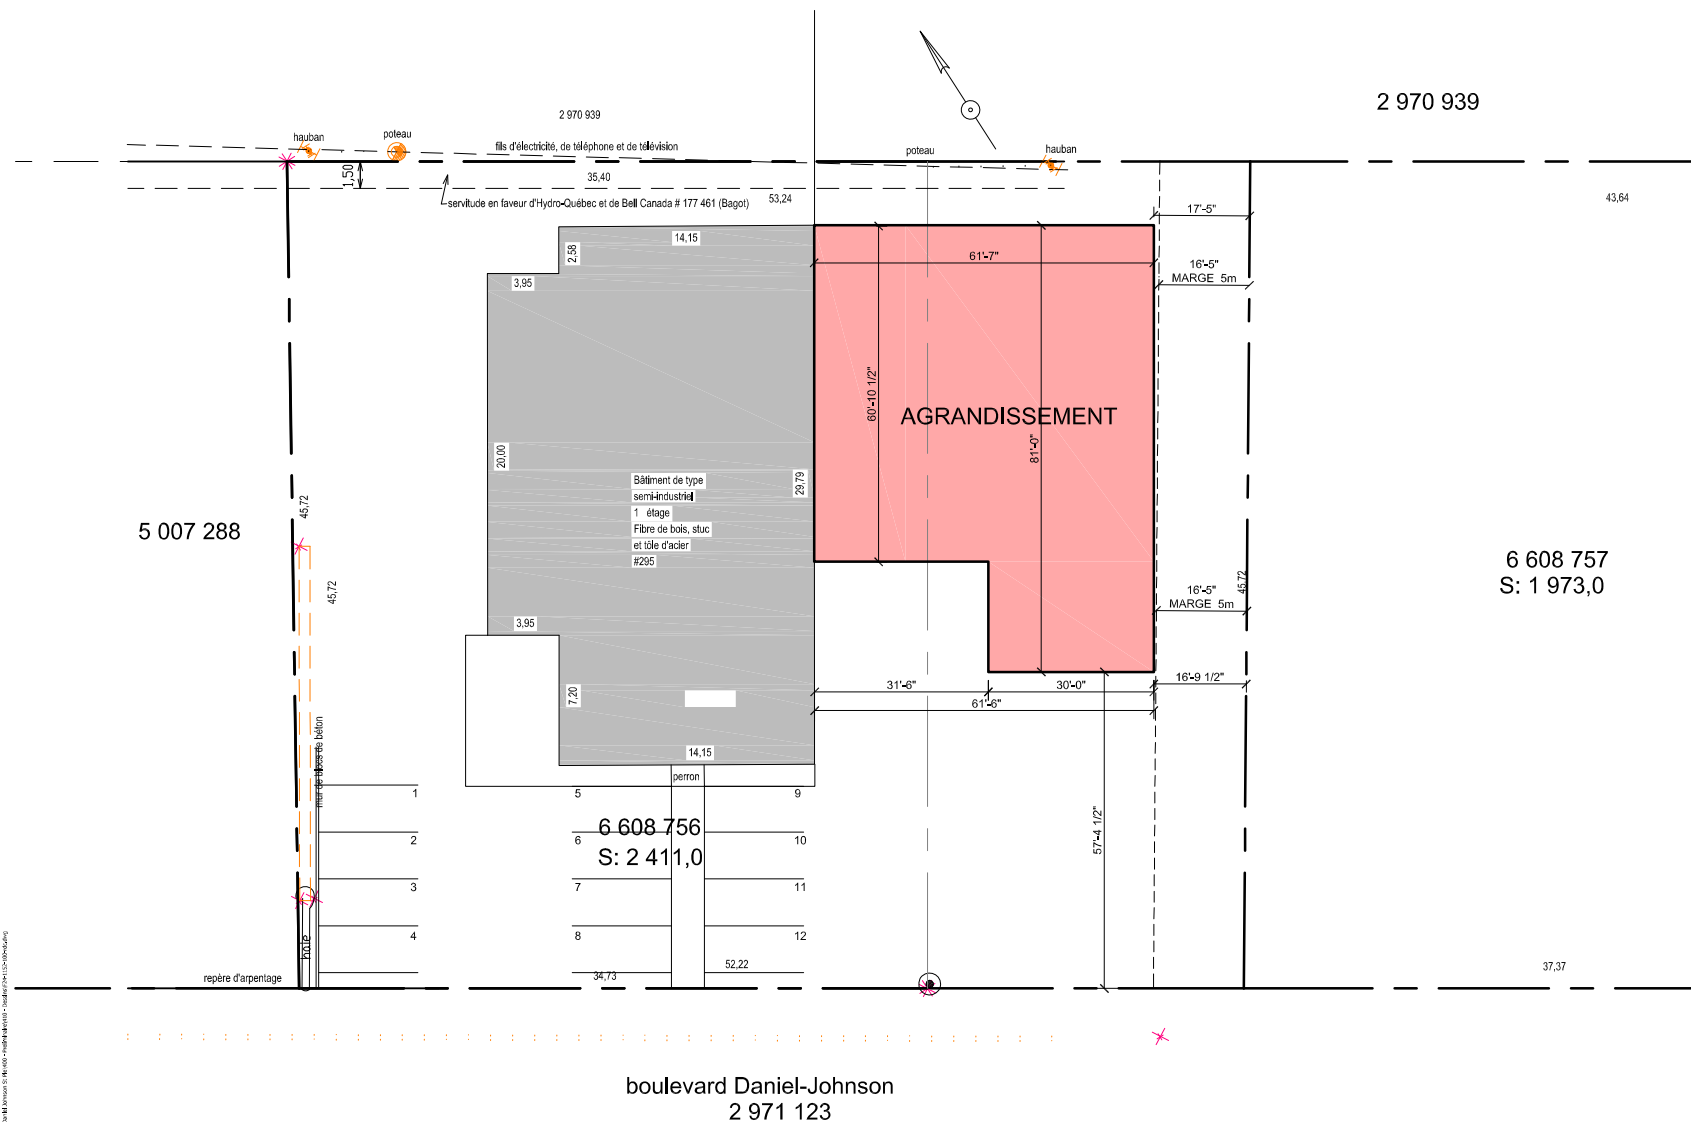 2 970 939
2 970 939
hauban
poteau
fils d'électricité, de téléphone et de télévision
poteau
hauban
1,50
35,40
servitude en faveur d'Hydro-Québec et de Bell Canada # 177 461 (Bagot)
53,24
43,64
17'-5"
14,15
2,58
61'-7"
16'-5"
MARGE 5m
3,95
60'-10 1/2"
AGRANDISSEMENT
81'-0"
20,00
29,79
Bâtiment de type
semi-industriel
1 étage
Fibre de bois, stuc
et tôle d'acier
#295
45,72
5 007 288
45,72
6 608 757
S: 1 973,0
45,72
16'-5"
MARGE 5m
3,95
7,20
31'-6"
30'-0"
16'-9 1/2"
61'-6"
mur de blocs de béton
14,15
perron
1
5
9
6 608 756
2
6
10
S: 2 411,0
57'-4 1/2"
3
7
11
4
8
12
haie
repère d'arpentage
34,73
52,22
37,37
boulevard Daniel-Johnson
2 971 123